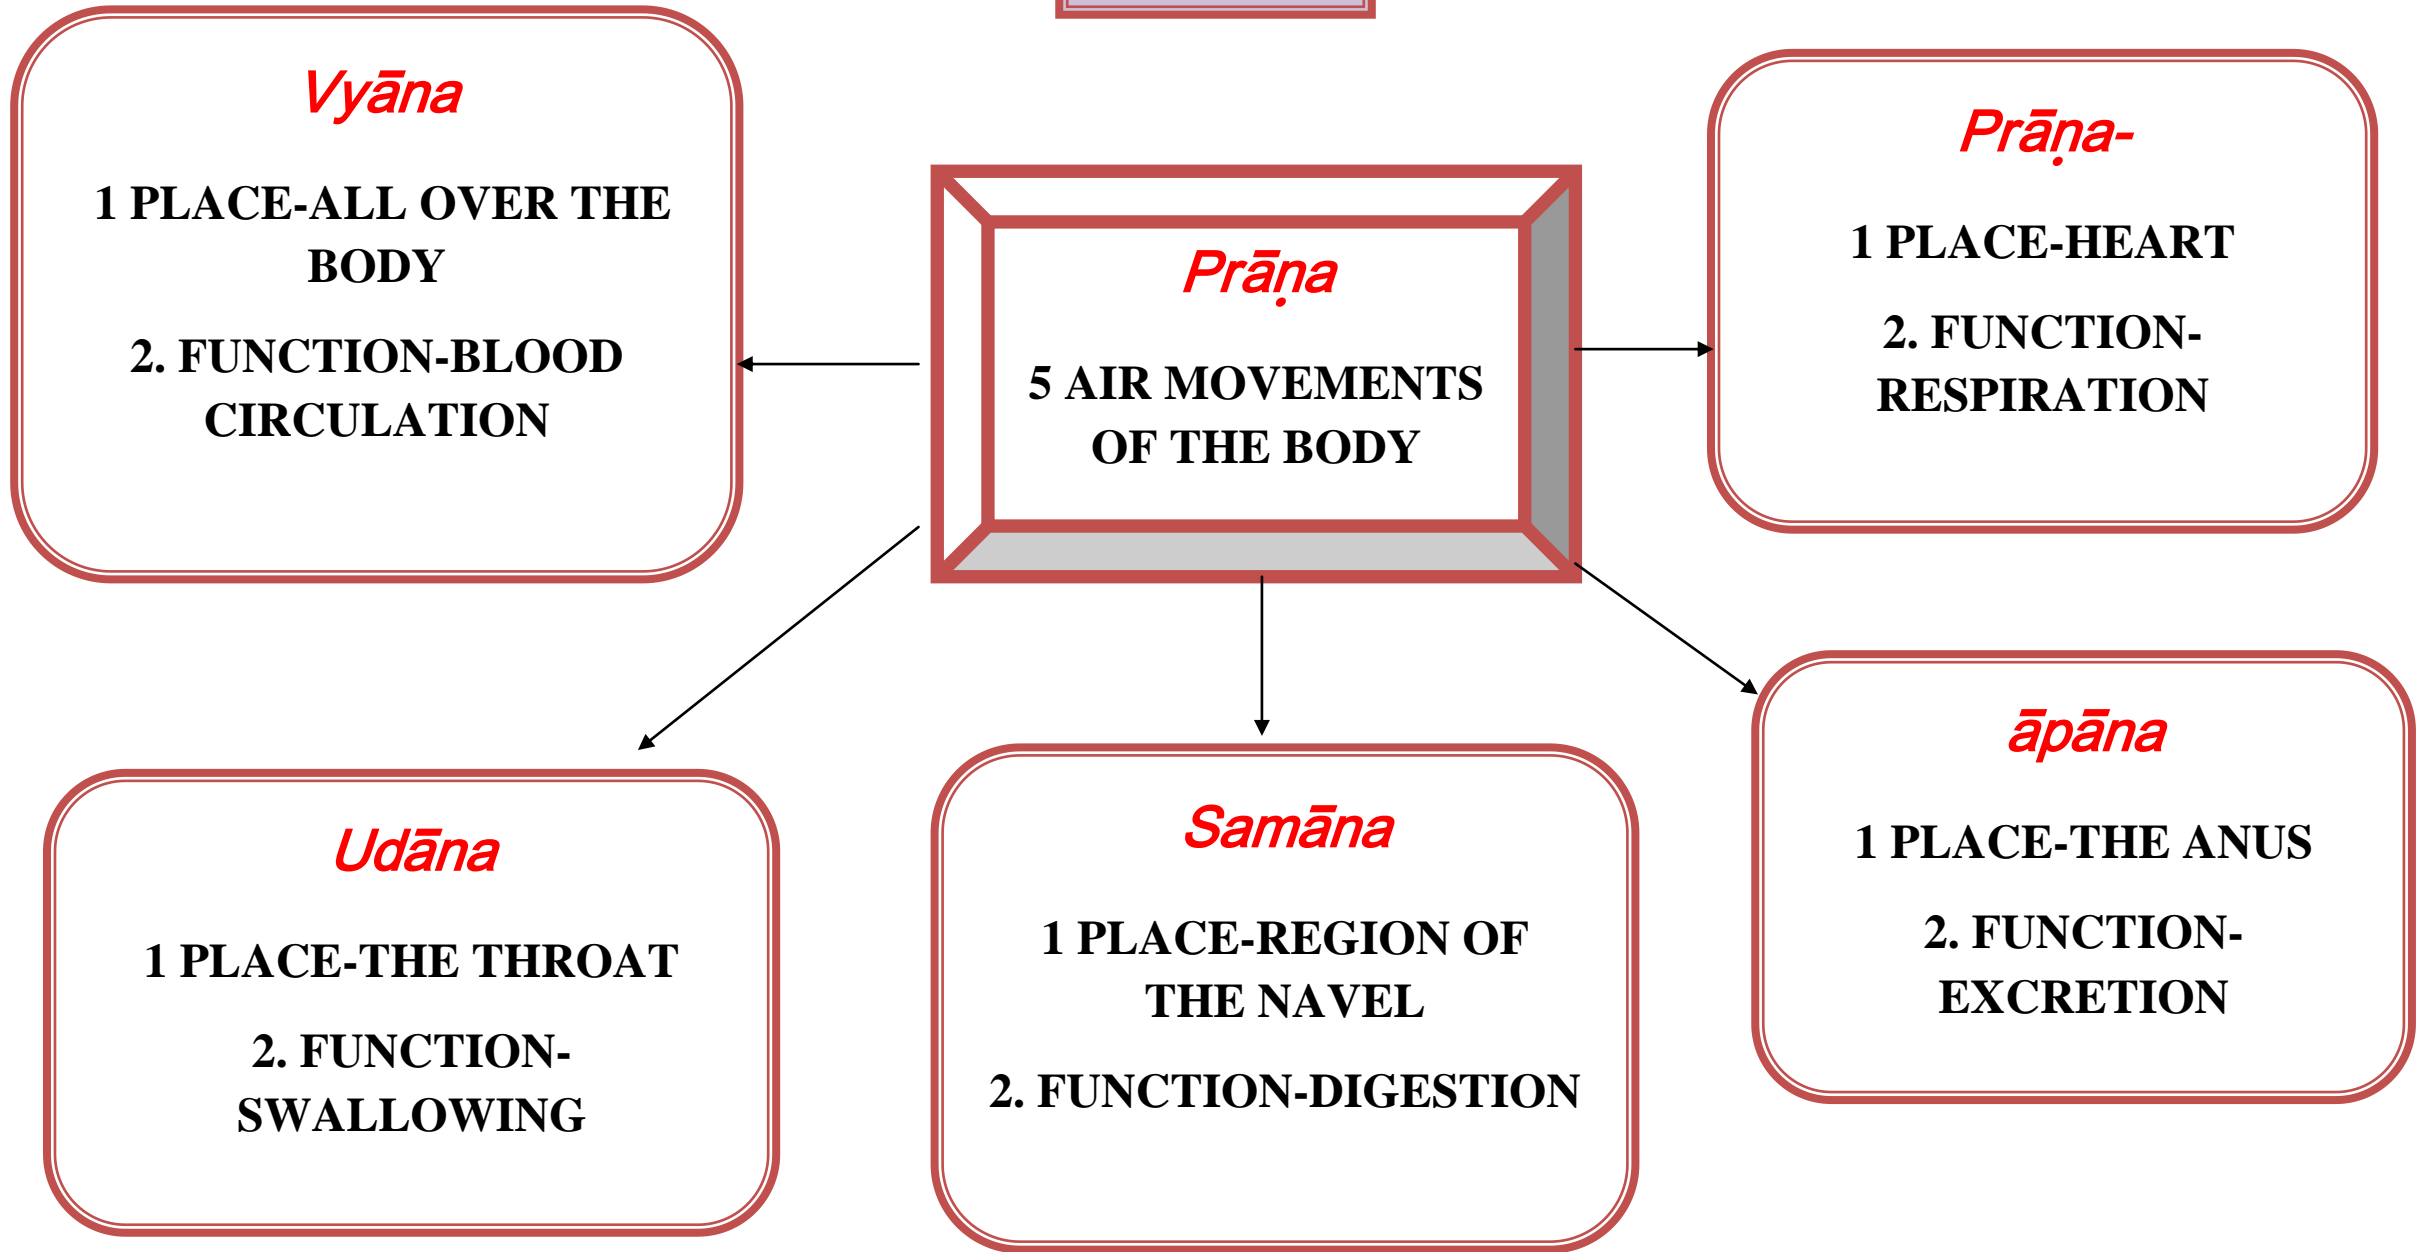 Vyāna
1 PLACE-ALL OVER THE
BODY
2. FUNCTION-BLOOD
CIRCULATION
Prāṇa
5 AIR MOVEMENTS
OF THE BODY
Prāṇa-
1 PLACE-HEART
2. FUNCTION-
RESPIRATION
Udāna
1 PLACE-THE THROAT
2. FUNCTION-
SWALLOWING
Samāna
1 PLACE-REGION OF
THE NAVEL
2. FUNCTION-DIGESTION
āpāna
1 PLACE-THE ANUS
2. FUNCTION-
EXCRETION